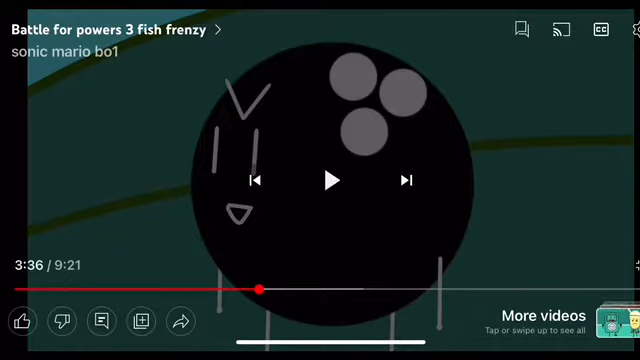 Battle for powers 3 fish frenzy
sonic mario bo1
CC
3:36 / 9:21
More videos
Tap or swipe up to see all